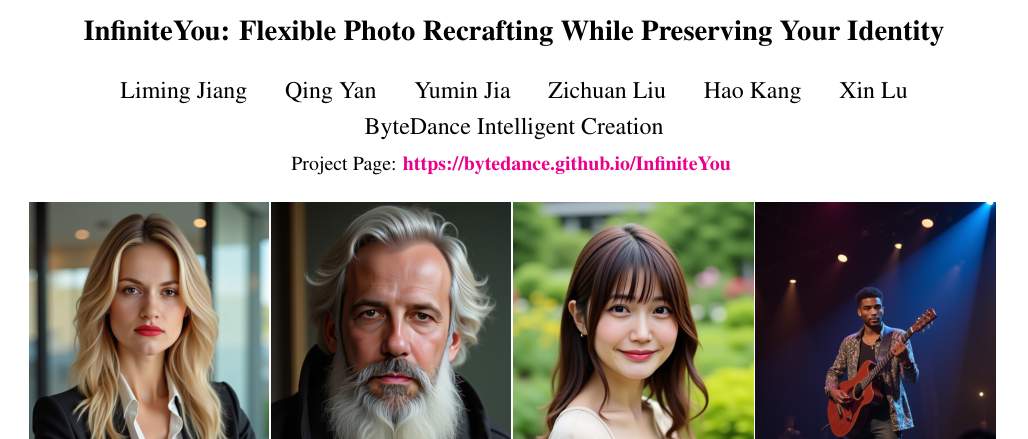 InfiniteYou: Flexible Photo Recrafting While Preserving Your Identity
Liming Jiang Qing Yan Yumin Jia Zichuan Liu Hao Kang Xin Lu
ByteDance Intelligent Creation
Project Page: https://bytedance.github.io/InfiniteYou